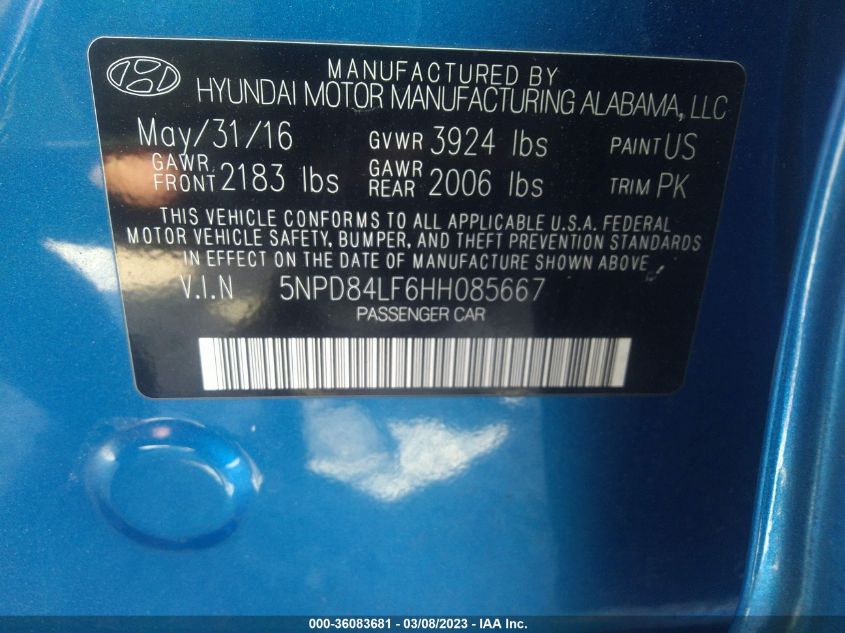 MANUFACTURED BY
HYUNDAI MOTOR MANUFACTURING ALABAMA, LLC
May/31/16 GVWR 3924 lbs PAINT US
GAWR FRONT 2183 lbs GAWR REAR 2006 lbs TRIM PK
THIS VEHICLE CONFORMS TO ALL APPLICABLE U.S.A. FEDERAL
MOTOR VEHICLE SAFETY, BUMPER, AND THEFT PREVENTION STANDARDS
IN EFFECT ON THE DATE OF MANUFACTURE SHOWN ABOVE.
V.I.N 5NPD84LF6HH085667
PASSENGER CAR
000-36083681 - 03/08/2023 - IAA Inc.